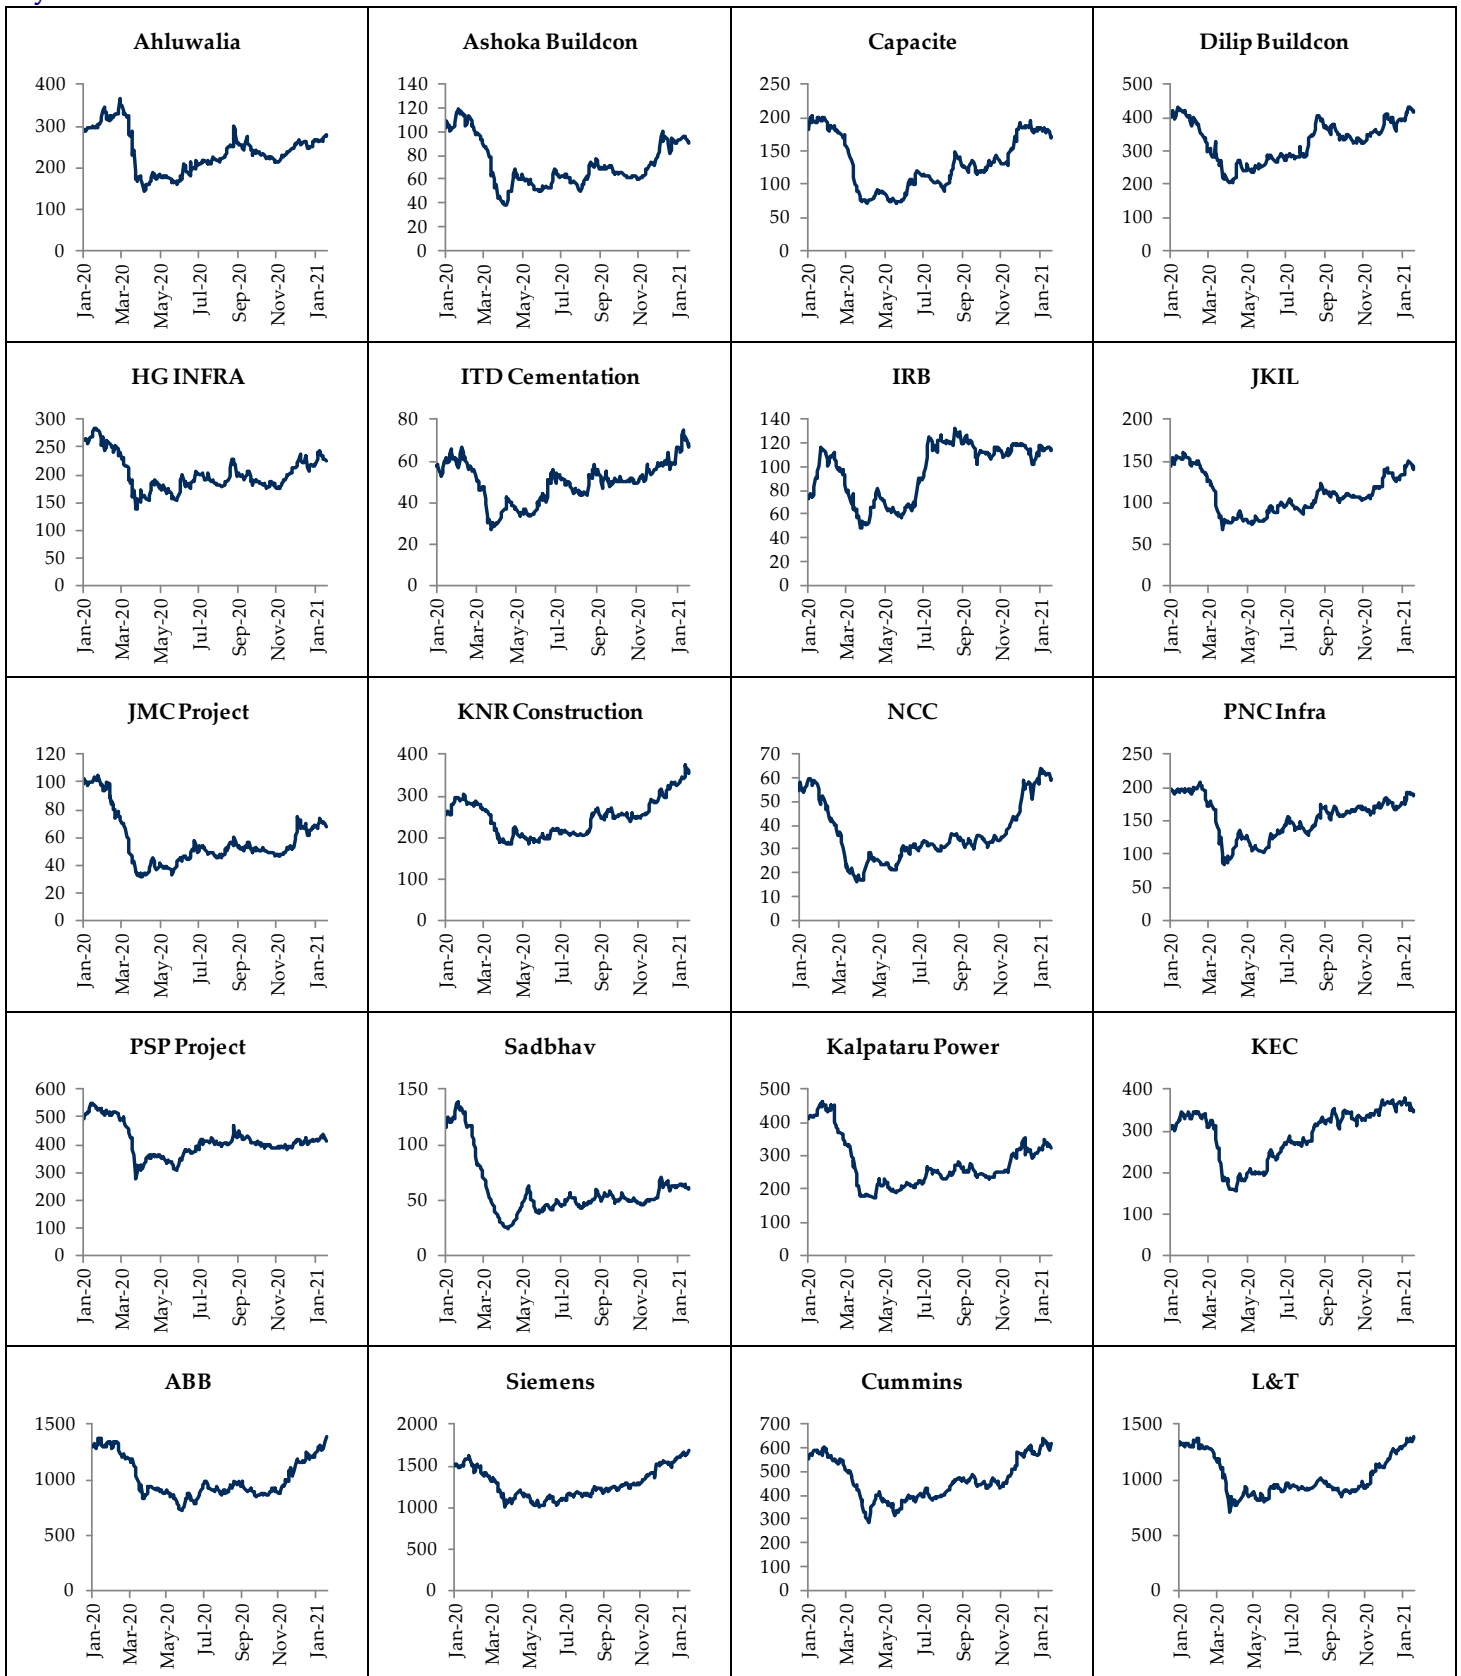 Ahluwalia
400
300
200
100
0
Jan-20 Mar-20 May-20 Jul-20 Sep-20 Nov-20 Jan-21
Ashoka Buildcon
140
120
100
80
60
40
20
0
Jan-20 Mar-20 May-20 Jul-20 Sep-20 Nov-20 Jan-21
Capacite
250
200
150
100
50
0
Jan-20 Mar-20 May-20 Jul-20 Sep-20 Nov-20 Jan-21
Dilip Buildcon
500
400
300
200
100
0
Jan-20 Mar-20 May-20 Jul-20 Sep-20 Nov-20 Jan-21
HG INFRA
300
250
200
150
100
50
0
Jan-20 Mar-20 May-20 Jul-20 Sep-20 Nov-20 Jan-21
ITD Cementation
80
60
40
20
0
Jan-20 Mar-20 May-20 Jul-20 Sep-20 Nov-20 Jan-21
IRB
140
120
100
80
60
40
20
0
Jan-20 Mar-20 May-20 Jul-20 Sep-20 Nov-20 Jan-21
JKIL
200
150
100
50
0
Jan-20 Mar-20 May-20 Jul-20 Sep-20 Nov-20 Jan-21
JMC Project
120
100
80
60
40
20
0
Jan-20 Mar-20 May-20 Jul-20 Sep-20 Nov-20 Jan-21
KNR Construction
400
300
200
100
0
Jan-20 Mar-20 May-20 Jul-20 Sep-20 Nov-20 Jan-21
NCC
70
60
50
40
30
20
10
0
Jan-20 Mar-20 May-20 Jul-20 Sep-20 Nov-20 Jan-21
PNC Infra
250
200
150
100
50
0
Jan-20 Mar-20 May-20 Jul-20 Sep-20 Nov-20 Jan-21
PSP Project
600
500
400
300
200
100
0
Jan-20 Mar-20 May-20 Jul-20 Sep-20 Nov-20 Jan-21
Sadbhav
150
100
50
0
Jan-20 Mar-20 May-20 Jul-20 Sep-20 Nov-20 Jan-21
Kalpataru Power
500
400
300
200
100
0
Jan-20 Mar-20 May-20 Jul-20 Sep-20 Nov-20 Jan-21
KEC
400
300
200
100
0
Jan-20 Mar-20 May-20 Jul-20 Sep-20 Nov-20 Jan-21
ABB
1500
1000
500
0
Jan-20 Mar-20 May-20 Jul-20 Sep-20 Nov-20 Jan-21
Siemens
2000
1500
1000
500
0
Jan-20 Mar-20 May-20 Jul-20 Sep-20 Nov-20 Jan-21
Cummins
700
600
500
400
300
200
100
0
Jan-20 Mar-20 May-20 Jul-20 Sep-20 Nov-20 Jan-21
L&T
1500
1000
500
0
Jan-20 Mar-20 May-20 Jul-20 Sep-20 Nov-20 Jan-21